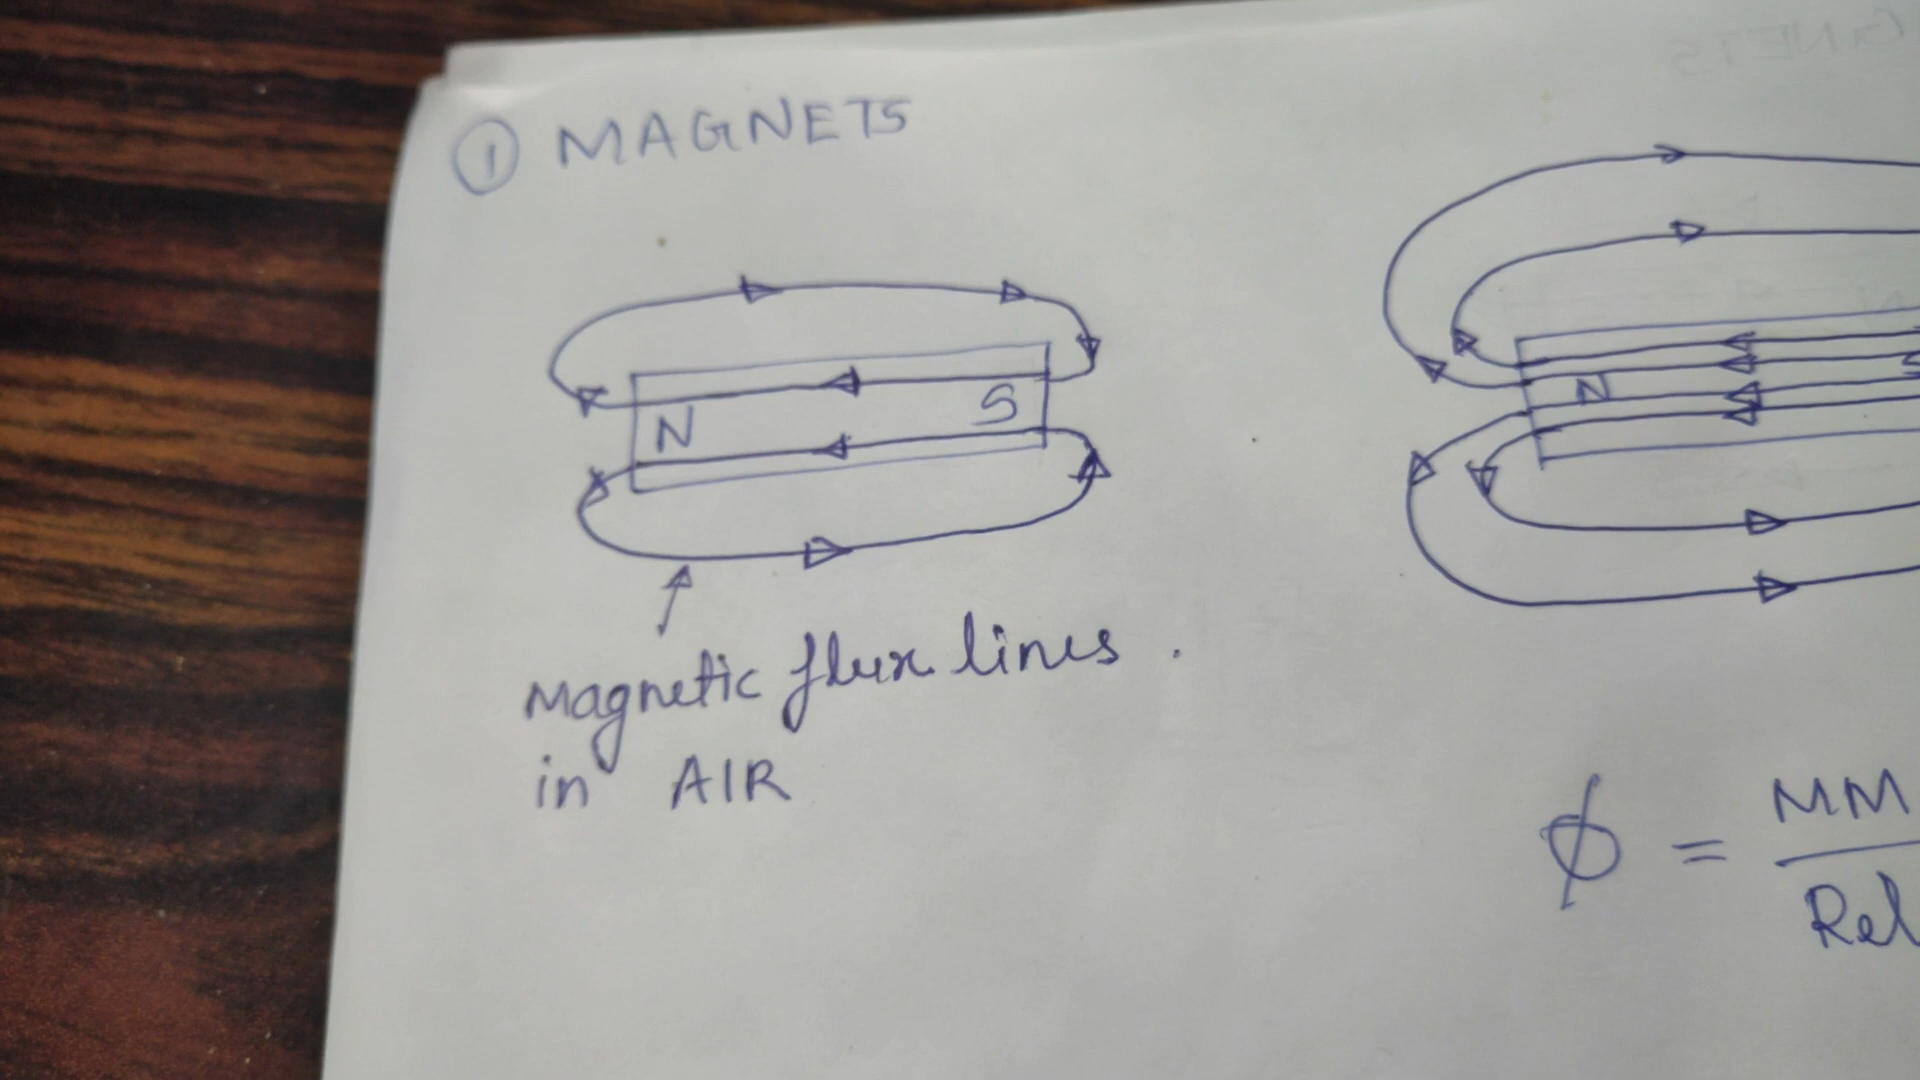 ① MAGNETS
N S
N
Magnetic flux lines.
in AIR
ϕ = MM
Rel